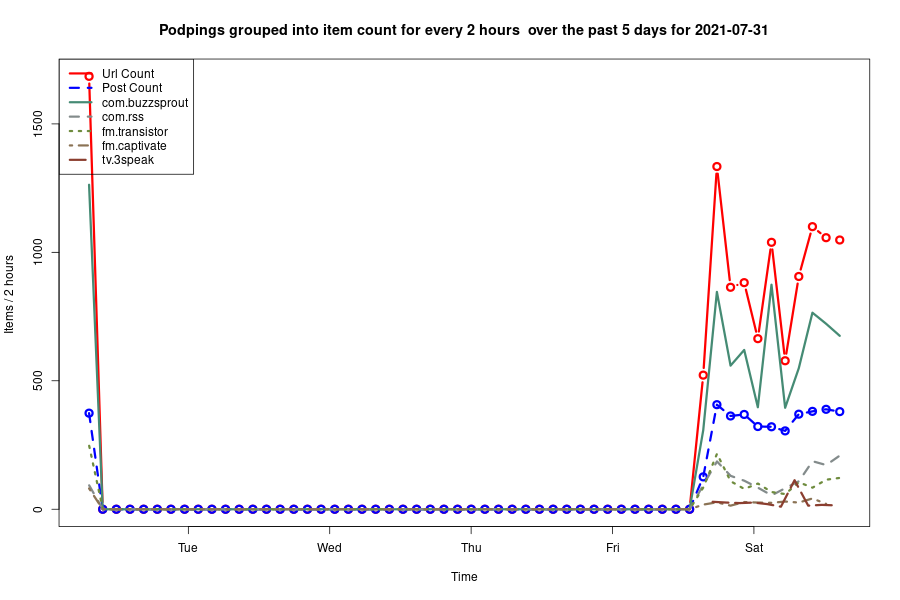 Podpings grouped into item count for every 2 hours  over the past 5 days for 2021-07-31
Url Count
Post Count
com.buzzsprout
com.rss
fm.transistor
fm.captivate
tv.3speak
Items / 2 hours
1500
1000
500
0
Tue
Wed
Thu
Fri
Sat
Time